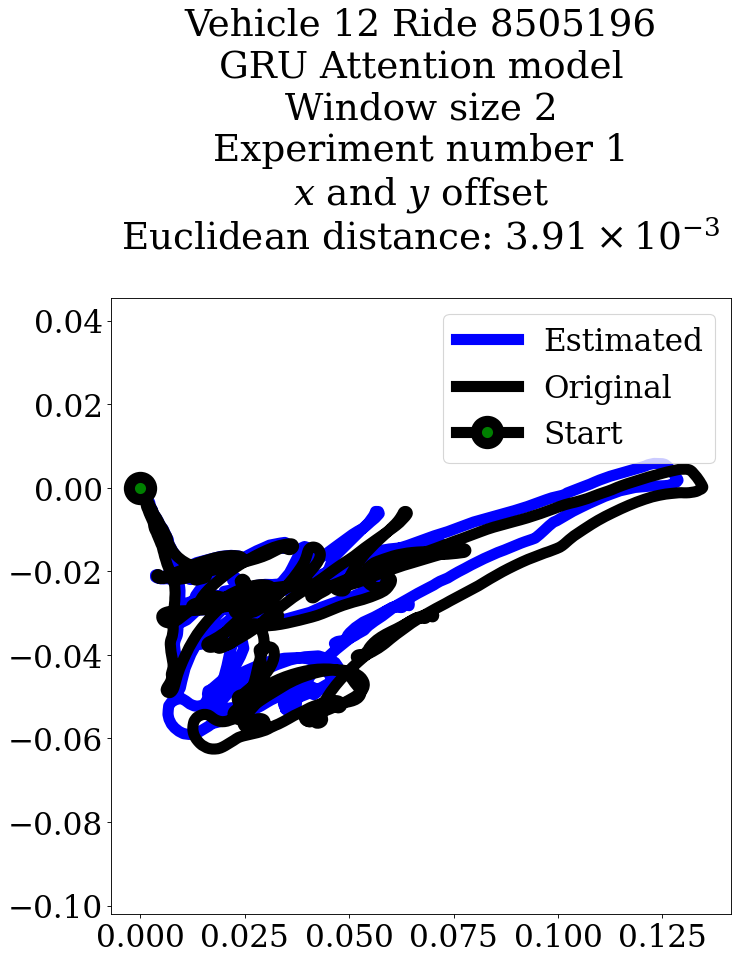 Vehicle 12 Ride 8505196
GRU Attention model
Window size 2
Experiment number 1
x and y offset
Euclidean distance: 3.91 × 10⁻³
Estimated
Original
Start
0.04
0.02
0.00
−0.02
−0.04
−0.06
−0.08
−0.10
0.000 0.025 0.050 0.075 0.100 0.125